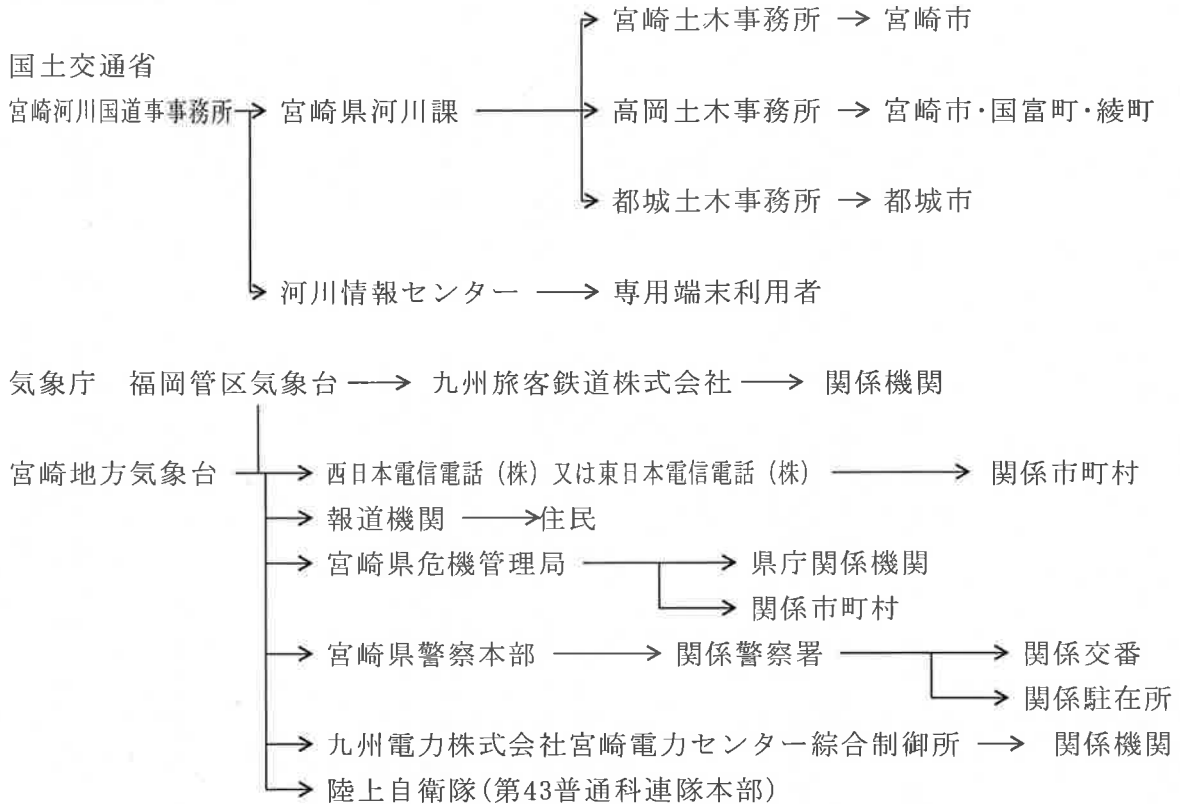 宮崎土木事務所 → 宮崎市
国土交通省
宮崎河川国道事事務所 → 宮崎県河川課 → 高岡土木事務所 → 宮崎市・国富町・綾町
都城土木事務所 → 都城市
河川情報センター → 専用端末利用者
気象庁 福岡管区気象台 → 九州旅客鉄道株式会社 → 関係機関
宮崎地方気象台 → 西日本電信電話（株）又は東日本電信電話（株） → 関係市町村
報道機関 → 住民
宮崎県危機管理局 → 県庁関係機関
関係市町村
宮崎県警察本部 → 関係警察署 → 関係交番
関係駐在所
九州電力株式会社宮崎電力センター綜合制御所 → 関係機関
陸上自衛隊(第43普通科連隊本部)